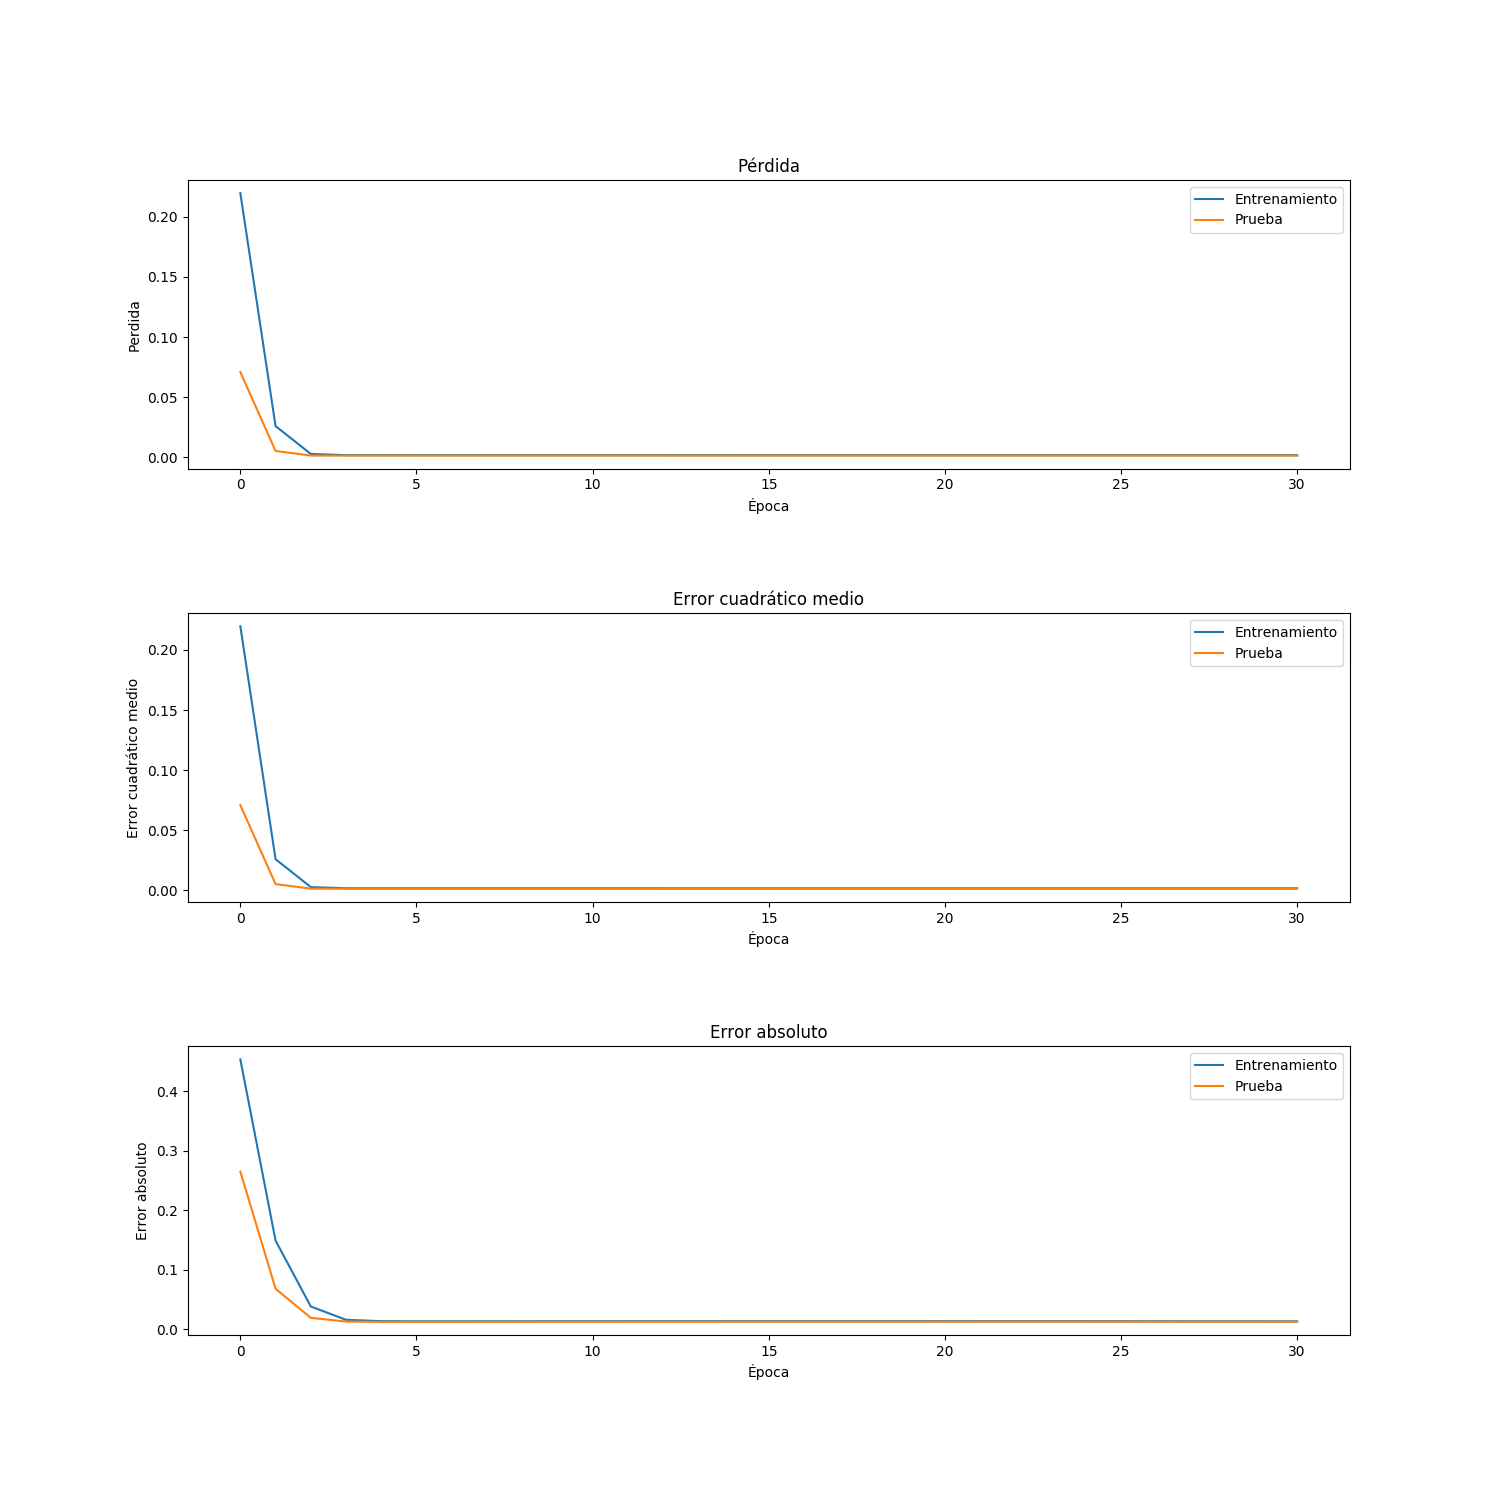 Pérdida
Entrenamiento
Prueba
0.20
0.15
0.10
0.05
0.00
Perdida
0 5 10 15 20 25 30
Época
Error cuadrático medio
Entrenamiento
Prueba
0.20
0.15
0.10
0.05
0.00
Error cuadrático medio
0 5 10 15 20 25 30
Época
Error absoluto
Entrenamiento
Prueba
0.4
0.3
0.2
0.1
0.0
Error absoluto
0 5 10 15 20 25 30
Época